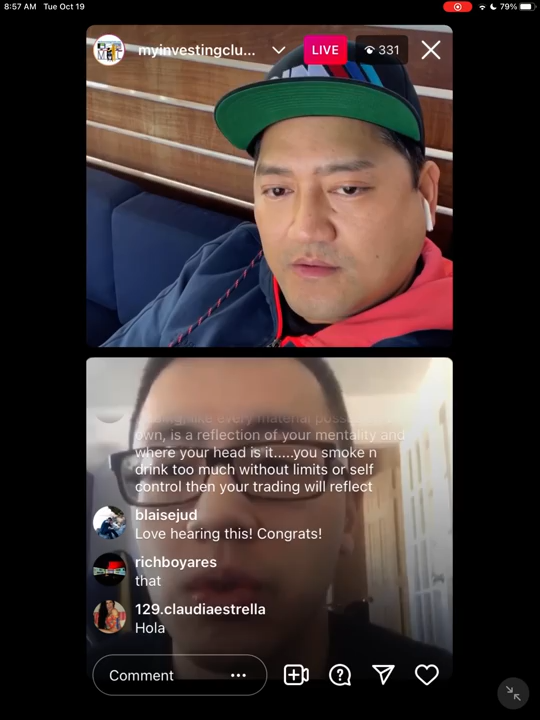 8:57 AM Tue Oct 19
79%
myinvestingclu...
LIVE
331
own, is a reflection of your mentality and
where your head is it.....you smoke n
drink too much without limits or self
control then your trading will reflect
blaisejud
Love hearing this! Congrats!
richboyares
that
129.claudiaestrella
Hola
Comment